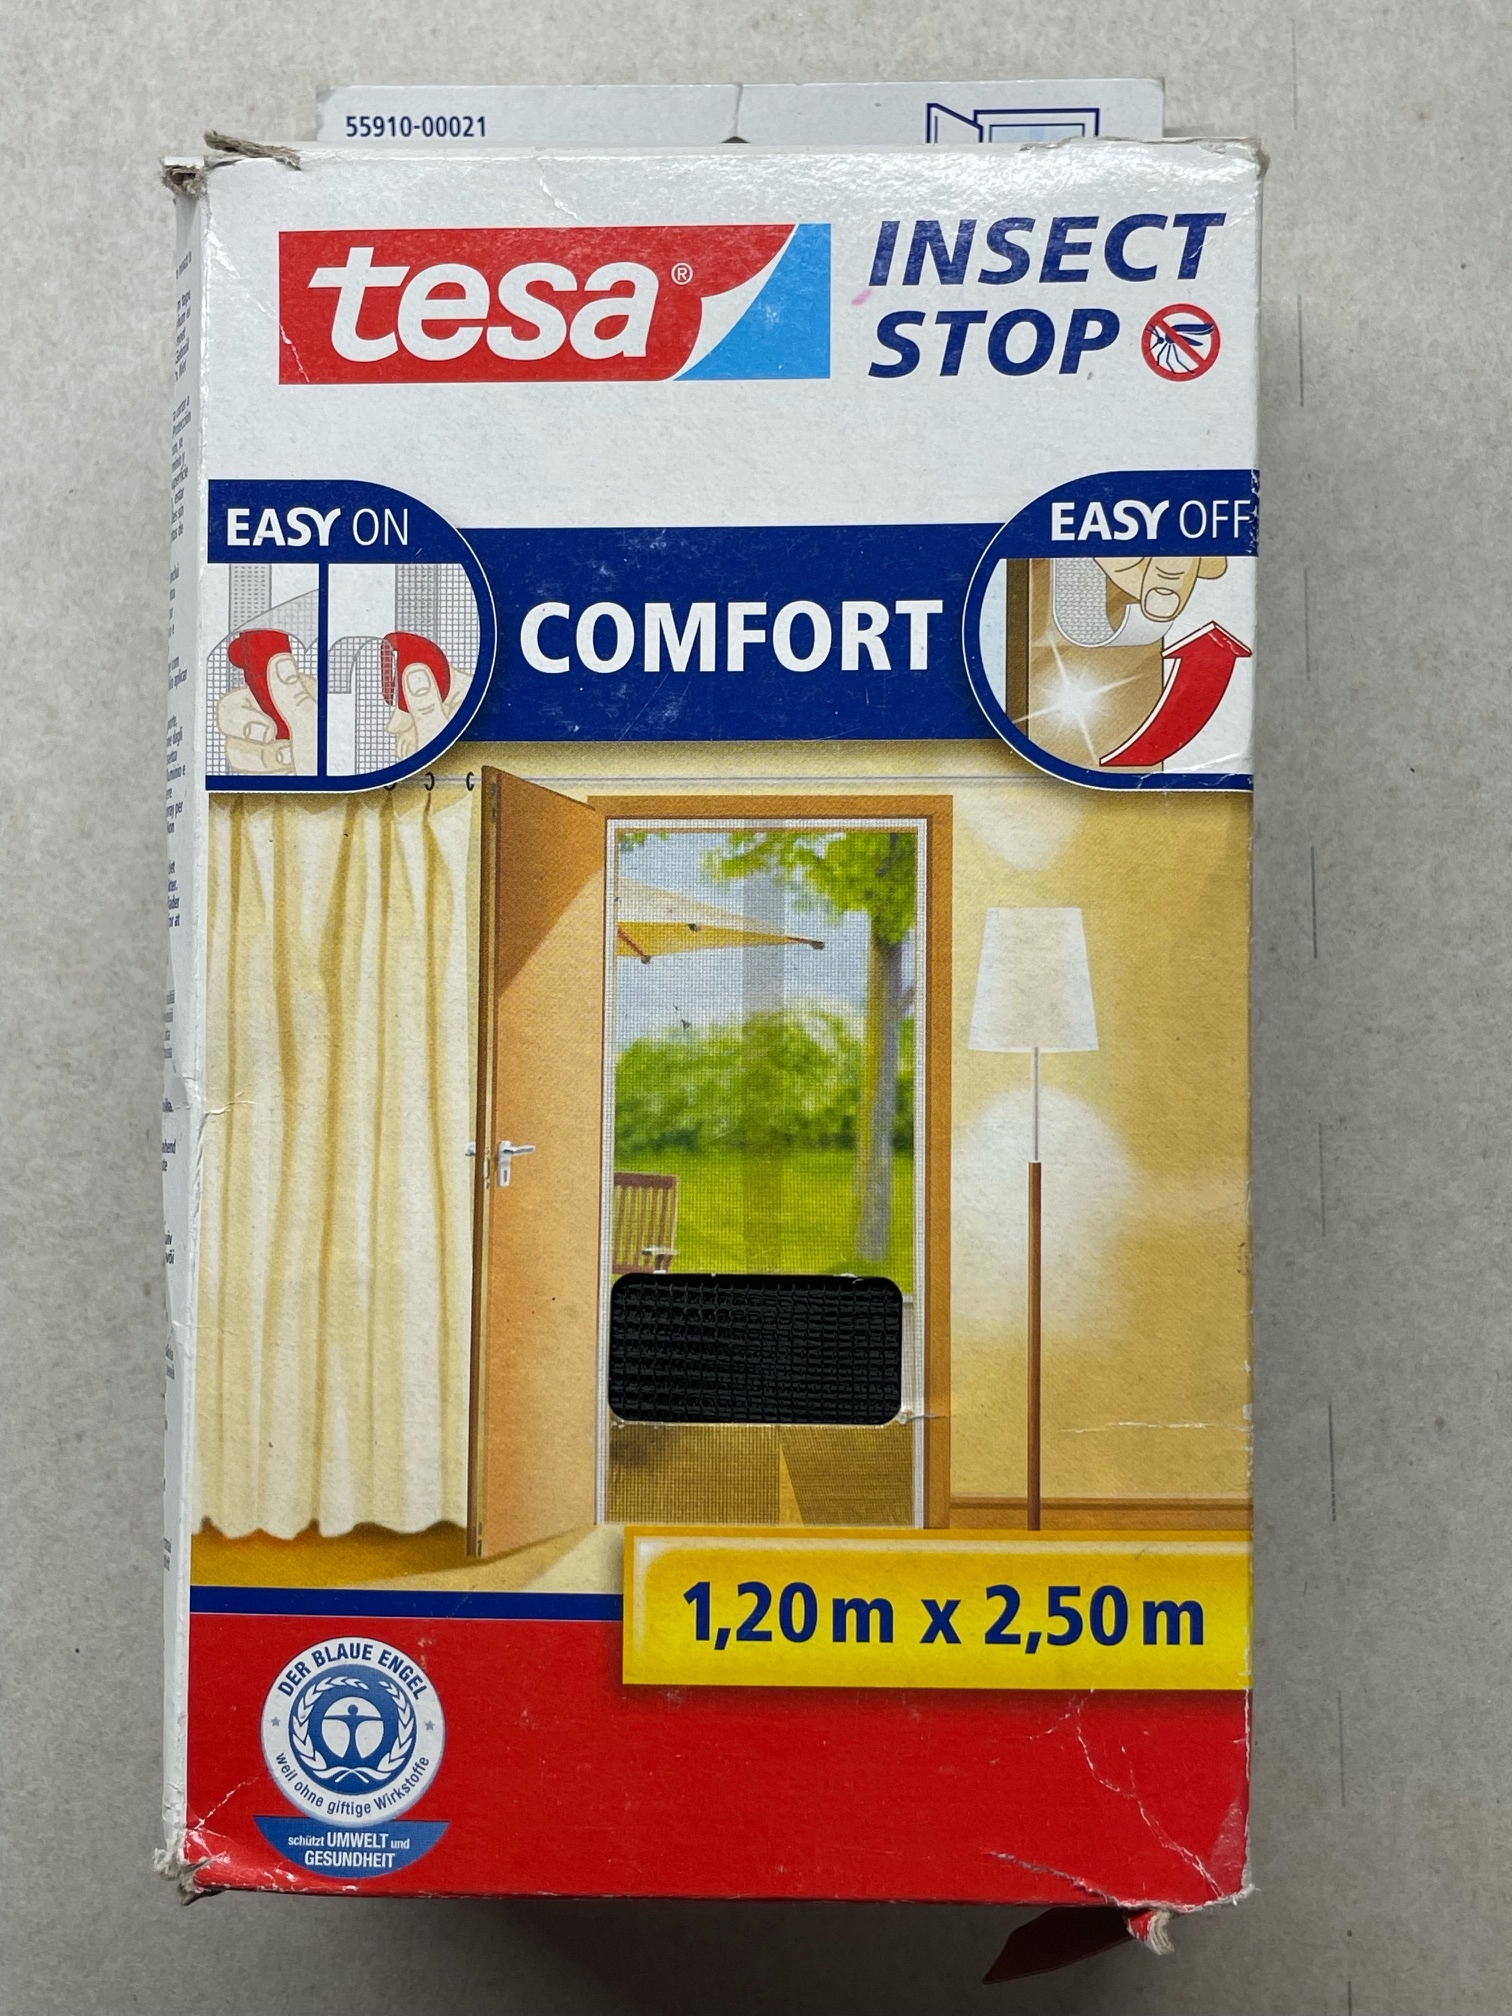 55910-00021
tesa®
INSECT
STOP
EASY ON
EASY OFF
COMFORT
1,20 m x 2,50 m
DER BLAUE ENGEL
weil ohne giftige Wirkstoffe
schützt UMWELT und
GESUNDHEIT